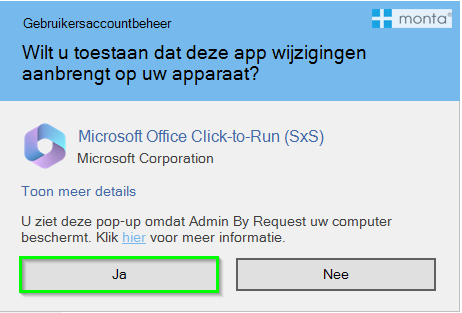 Gebruikersaccountbeheer
monta
Wilt u toestaan dat deze app wijzigingen
aanbrengt op uw apparaat?
Microsoft Office Click-to-Run (SxS)
Microsoft Corporation
Toon meer details
U ziet deze pop-up omdat Admin By Request uw computer
beschermt. Klik hier voor meer informatie.
Ja
Nee